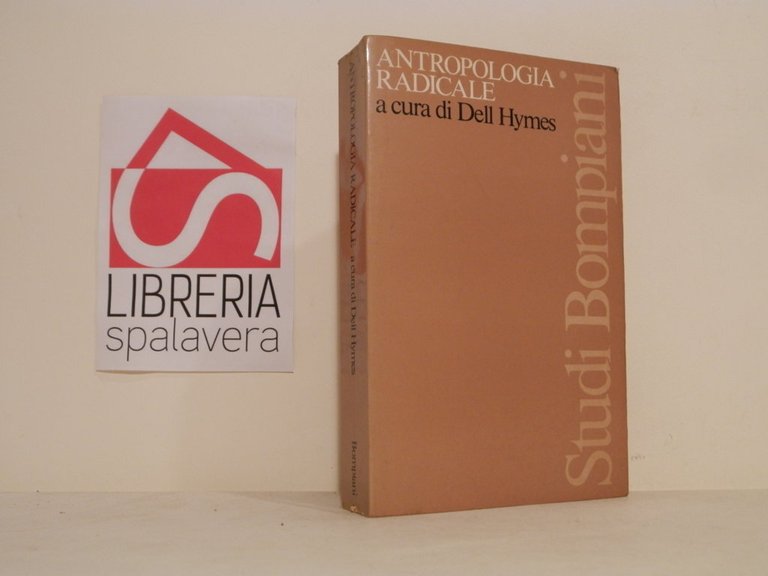 LIBRERIA
spalavera
ANTROPOLOGIA RADICALE a cura di Dell Hymes
Bompiani
ANTROPOLOGIA
RADICALE
a cura di Dell Hymes
Studi Bompiani